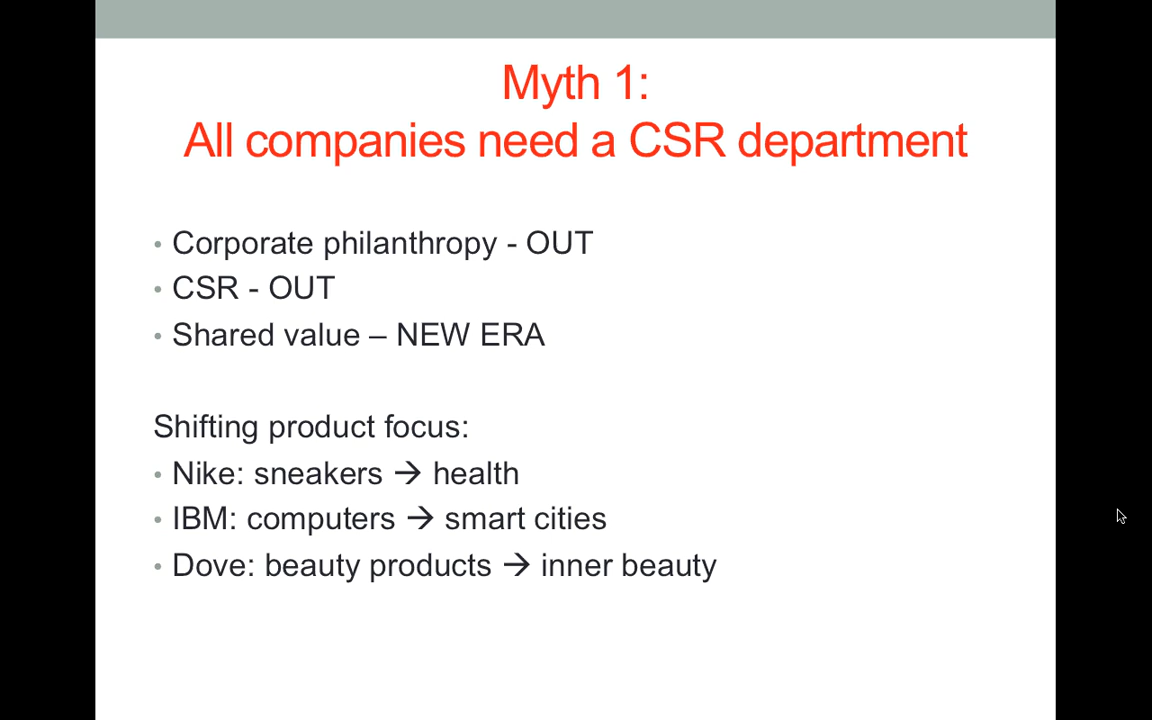 Myth 1:
All companies need a CSR department
• Corporate philanthropy - OUT
• CSR - OUT
• Shared value – NEW ERA
Shifting product focus:
• Nike: sneakers → health
• IBM: computers → smart cities
• Dove: beauty products → inner beauty